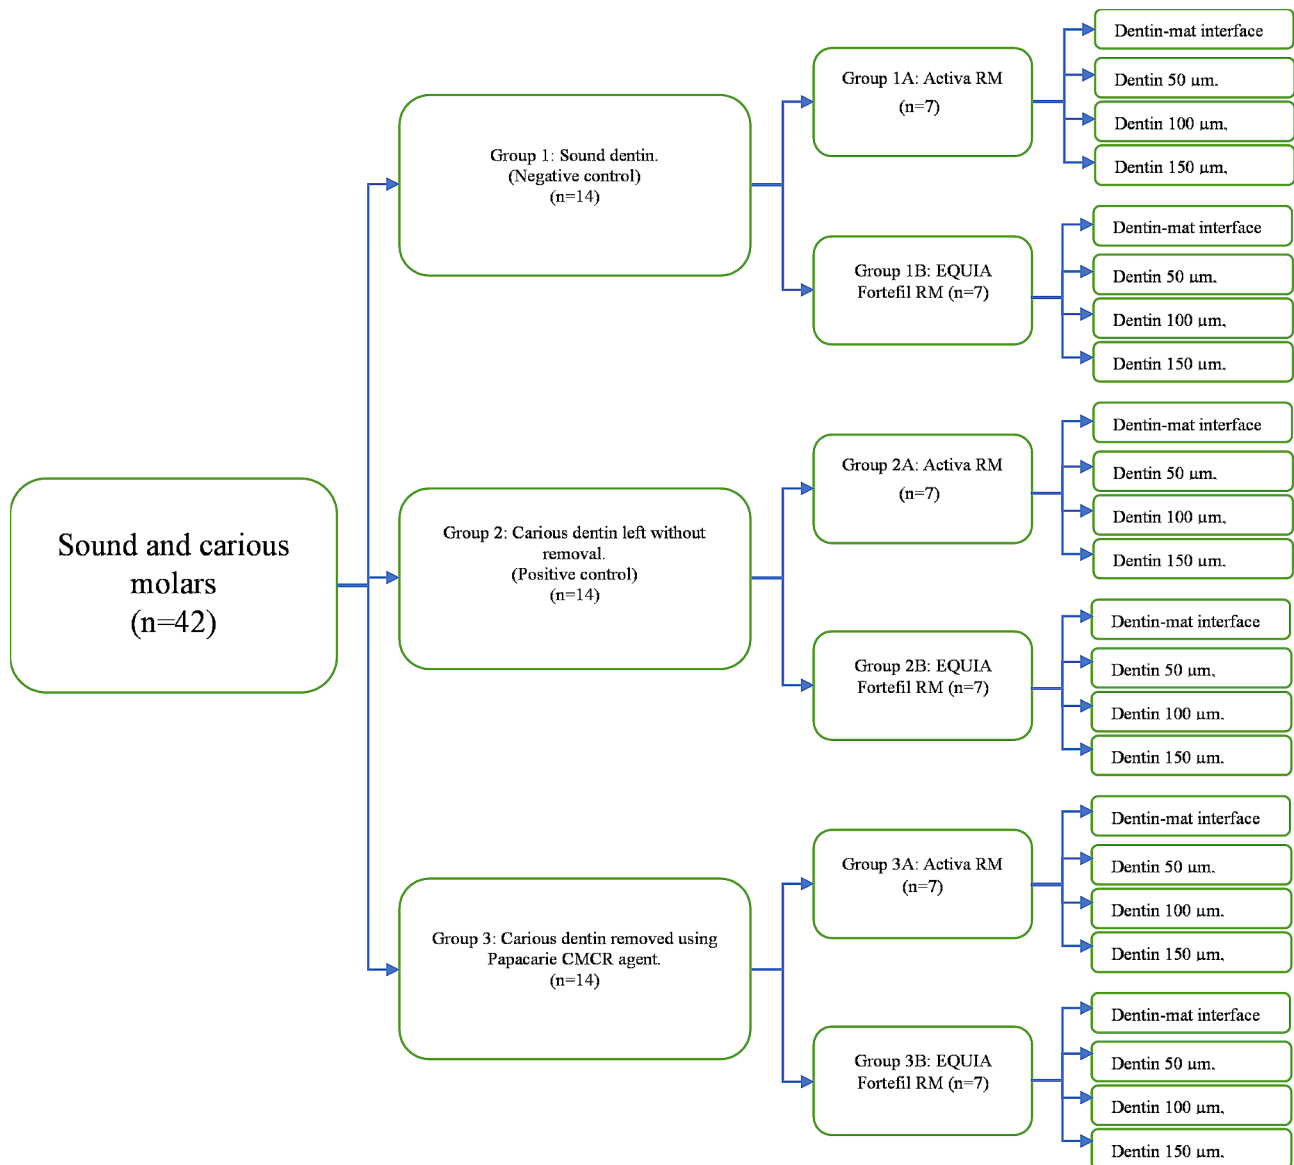 Sound and carious
molars
(n=42)
Group 1: Sound dentin.
(Negative control)
(n=14)
Group 1A: Activa RM
(n=7)
Dentin-mat interface
Dentin 50 µm.
Dentin 100 µm.
Dentin 150 µm.
Group 1B: EQUIA
Fortefil RM (n=7)
Dentin-mat interface
Dentin 50 µm.
Dentin 100 µm.
Dentin 150 µm.
Group 2: Carious dentin left without
removal.
(Positive control)
(n=14)
Group 2A: Activa RM
(n=7)
Dentin-mat interface
Dentin 50 µm.
Dentin 100 µm.
Dentin 150 µm.
Group 2B: EQUIA
Fortefil RM (n=7)
Dentin-mat interface
Dentin 50 µm.
Dentin 100 µm.
Dentin 150 µm.
Group 3: Carious dentin removed using
Papacarie CMCR agent.
(n=14)
Group 3A: Activa RM
(n=7)
Dentin-mat interface
Dentin 50 µm.
Dentin 100 µm.
Dentin 150 µm.
Group 3B: EQUIA
Fortefil RM (n=7)
Dentin-mat interface
Dentin 50 µm.
Dentin 100 µm.
Dentin 150 µm.